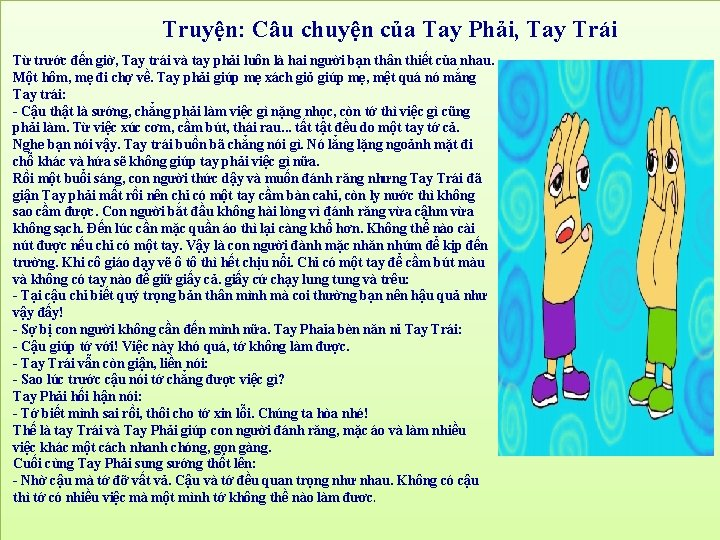 Truyện: Câu chuyện của Tay Phải, Tay Trái
Từ trước đến giờ, Tay trái và tay phải luôn là hai người bạn thân thiết của nhau.
Một hôm, mẹ đi chợ về. Tay phải giúp mẹ xách giỏ giúp mẹ, mệt quá nó mắng
Tay trái:
- Cậu thật là sướng, chẳng phải làm việc gì nặng nhọc, còn tớ thì việc gì cũng
phải làm. Từ việc xúc cơm, cầm bút, thái rau... tất tật đều do một tay tớ cả.
Nghe bạn nói vậy. Tay trái buồn bã chẳng nói gì. Nó lẳng lặng ngoảnh mặt đi
chỗ khác và hứa sẽ không giúp tay phải việc gì nữa.
Rồi một buổi sáng, con người thức dậy và muốn đánh răng nhưng Tay Trái đã
giận Tay phải mất rồi nên chỉ có một tay cầm bàn cahỉ, còn ly nước thì không
sao cầm được. Con người bắt đầu không hài lòng vì đánh răng vừa cậhm vừa
không sạch. Đến lúc cần mặc quần áo thì lại càng khổ hơn. Không thể nào cài
nút được nếu chỉ có một tay. Vậy là con người đành mặc nhăn nhúm để kịp đến
trường. Khi cô giáo dạy vẽ ô tô thì hết chịu nổi. Chỉ có một tay để cầm bút màu
và không có tay nào để giữ giấy cả. giấy cứ chạy lung tung và trêu:
- Tại cậu chỉ biết quý trọng bản thân mình mà coi thường bạn nên hậu quả như
vậy đấy!
- Sợ bị con người không cần đến mình nữa. Tay Phaỉa bèn năn nỉ Tay Trái:
- Cậu giúp tớ với! Việc này khó quá, tớ không làm được.
- Tay Trái vẫn còn giận, liền nói:
- Sao lúc trước cậu nói tớ chẳng được việc gì?
Tay Phải hối hận nói:
- Tớ biết mình sai rồi, thôi cho tớ xin lỗi. Chúng ta hòa nhé!
Thế là tay Trái và Tay Phải giúp con người đánh răng, mặc áo và làm nhiều
việc khác một cách nhanh chóng, gọn gàng.
Cuối cùng Tay Phải sung sướng thốt lên:
- Nhờ cậu mà tớ đỡ vất vả. Cậu và tớ đều quan trọng như nhau. Không có cậu
thì tớ có nhiều việc mà một mình tớ không thề nào làm đươc.